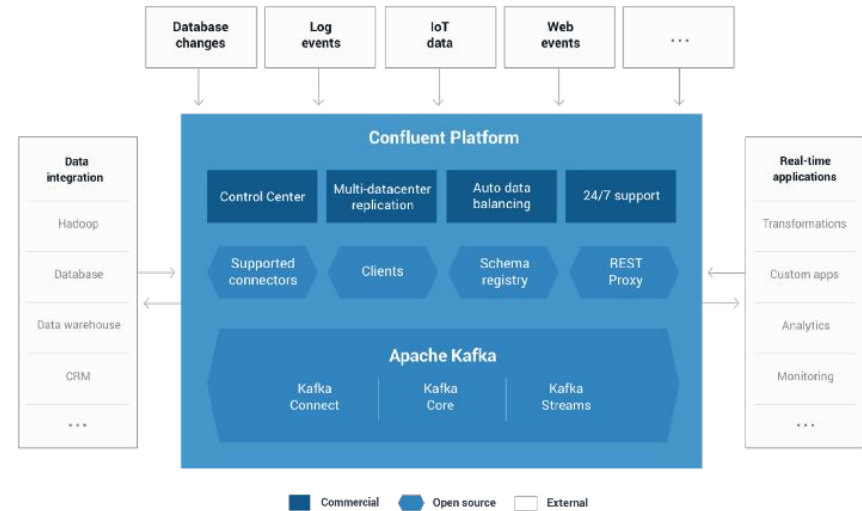 Database
changes
Log
events
IoT
data
Web
events
...
Confluent Platform
Data
integration
Hadoop
Database
Data warehouse
CRM
...
Control Center
Multi-datacenter
replication
Auto data
balancing
24/7 support
Supported
connectors
Clients
Schema
registry
REST
Proxy
Apache Kafka
Kafka
Connect
Kafka
Core
Kafka
Streams
Real-time
applications
Transformations
Custom apps
Analytics
Monitoring
...
Commercial
Open source
External